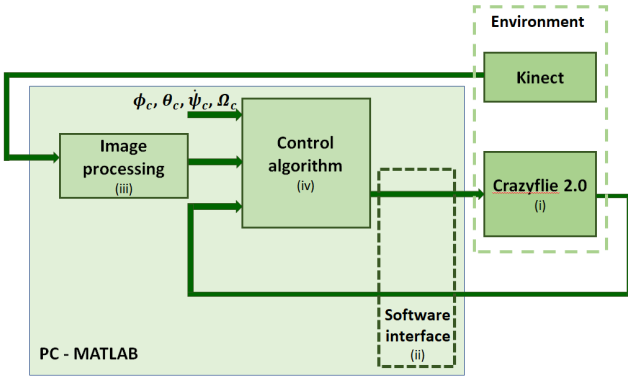 Environment
Kinect
ϕc, θc, ψ̇c, Ωc
Image
processing
(iii)
Control
algorithm
(iv)
Crazyflie 2.0
(i)
Software
interface
(ii)
PC - MATLAB